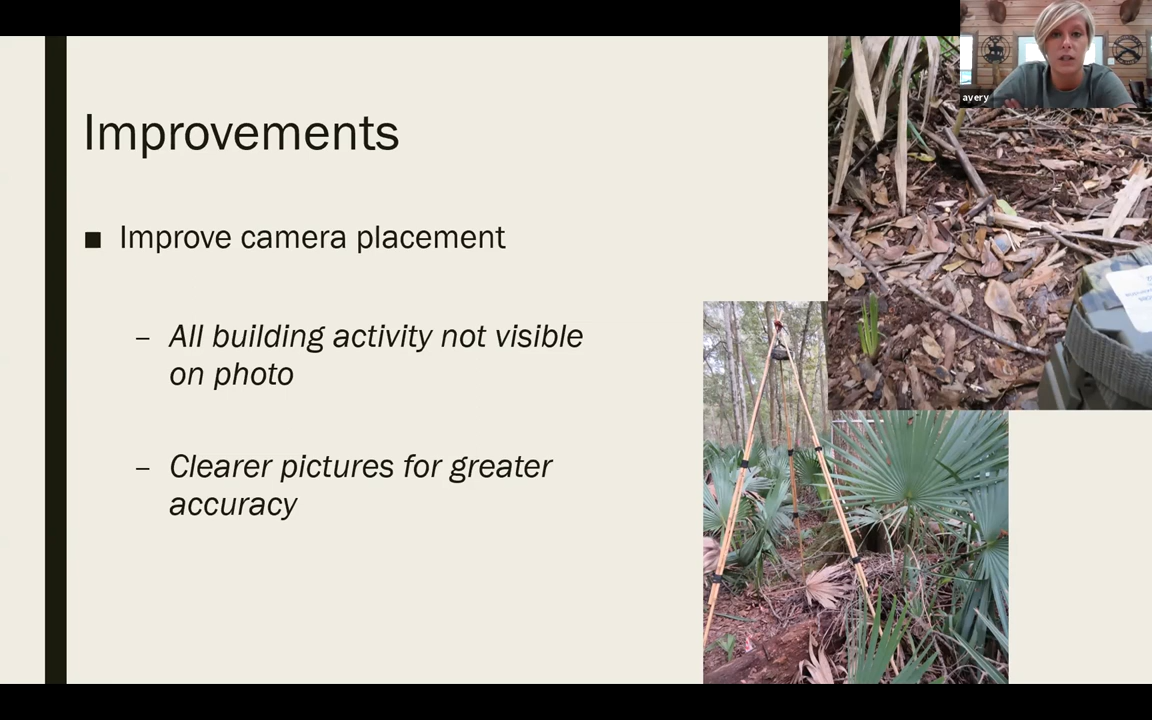 avery
Improvements
■ Improve camera placement
– All building activity not visible
on photo
– Clearer pictures for greater
accuracy